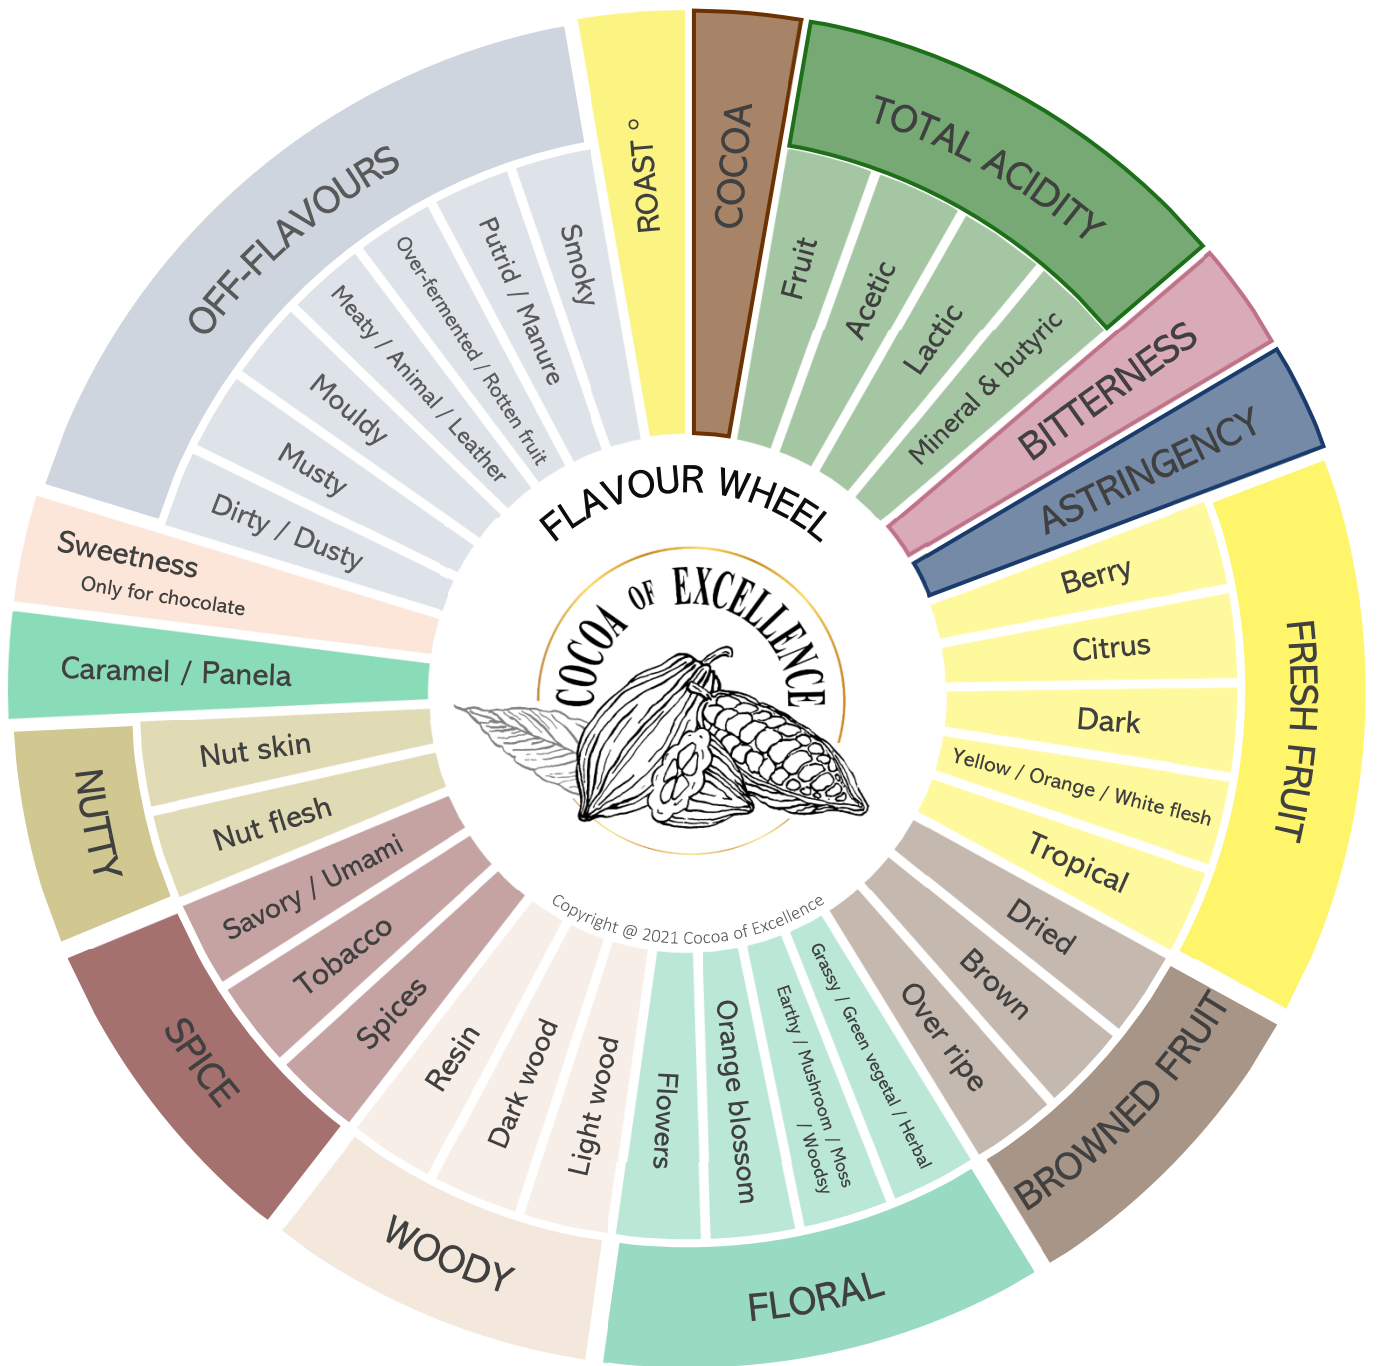 FLAVOUR WHEEL
COCOA OF EXCELLENCE
Copyright @ 2021 Cocoa of Excellence
COCOA
TOTAL ACIDITY
Fruit
Acetic
Lactic
Mineral & butyric
BITTERNESS
ASTRINGENCY
FRESH FRUIT
Berry
Citrus
Dark
Yellow / Orange / White flesh
Tropical
BROWNED FRUIT
Dried
Brown
Over ripe
FLORAL
Grassy / Green vegetal / Herbal
Earthy / Mushroom / Moss
/ Woodsy
Orange blossom
Flowers
WOODY
Light wood
Dark wood
Resin
SPICE
Spices
Tobacco
Savory / Umami
NUTTY
Nut flesh
Nut skin
Caramel / Panela
Sweetness
Only for chocolate
OFF-FLAVOURS
Dirty / Dusty
Musty
Mouldy
Meaty / Animal / Leather
Over-fermented / Rotten fruit
Putrid / Manure
Smoky
ROAST °